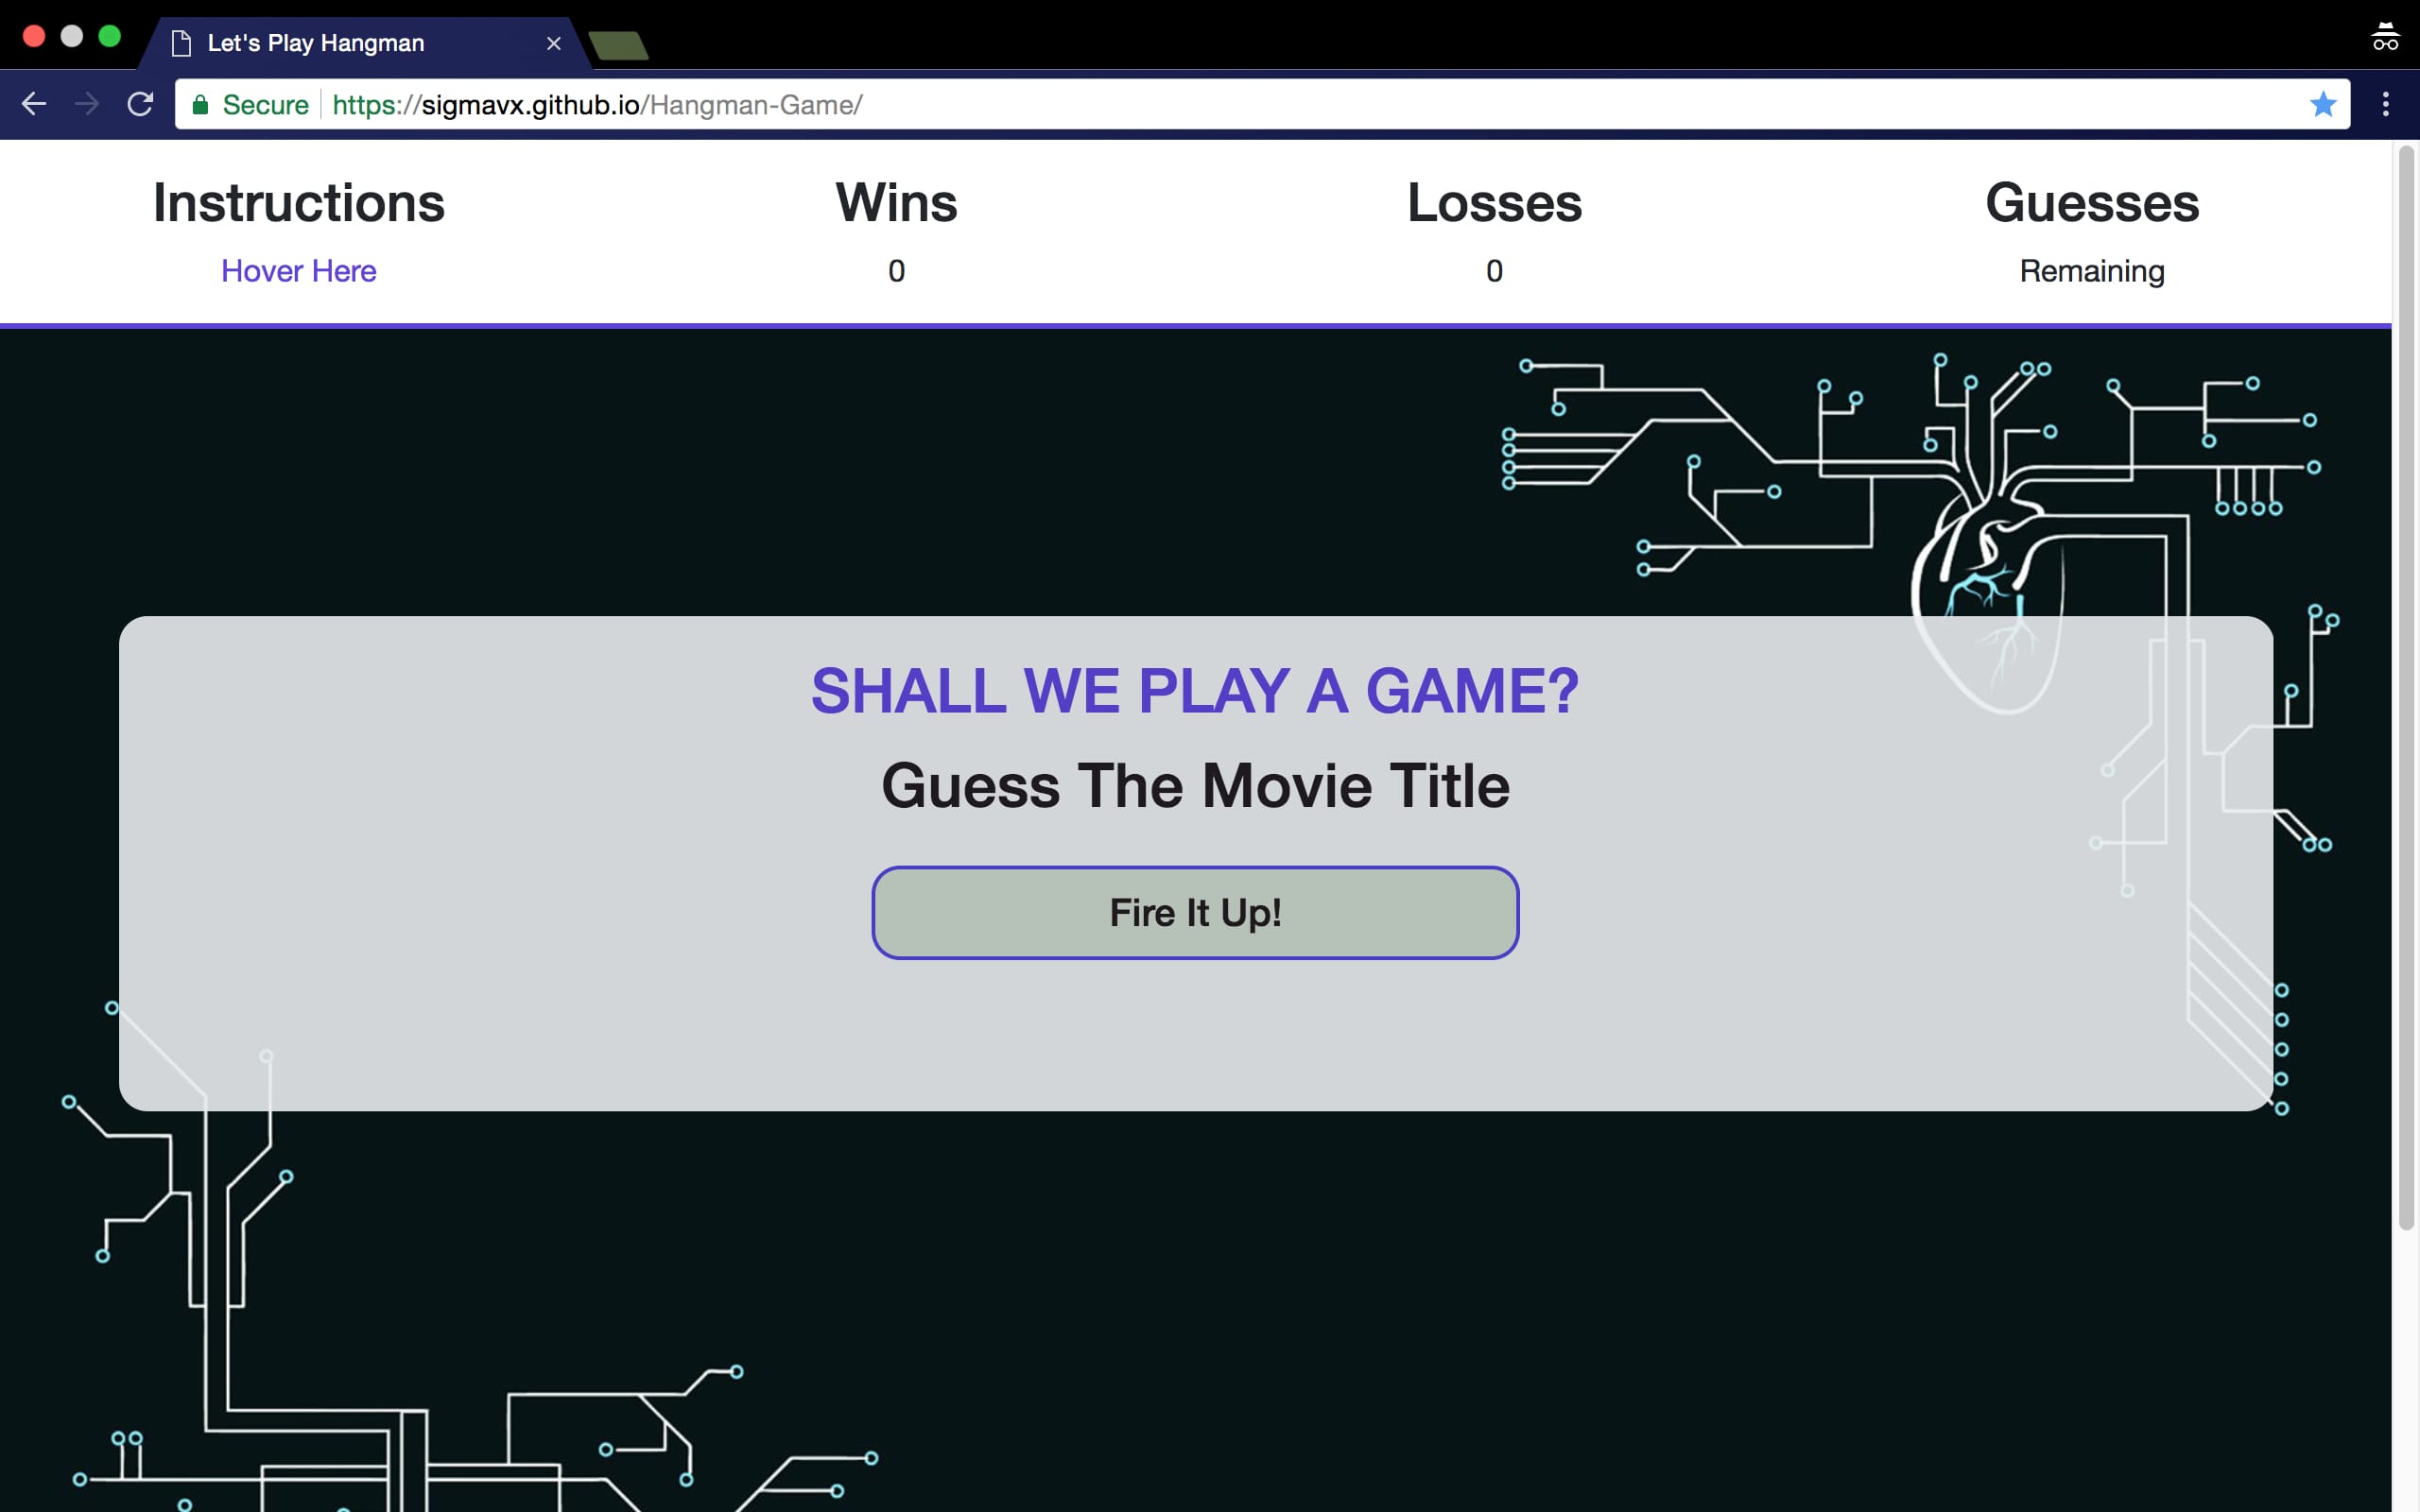 Let's Play Hangman
Secure https://sigmavx.github.io/Hangman-Game/
Instructions Wins Losses Guesses
Hover Here 0 0 Remaining
SHALL WE PLAY A GAME?
Guess The Movie Title
Fire It Up!